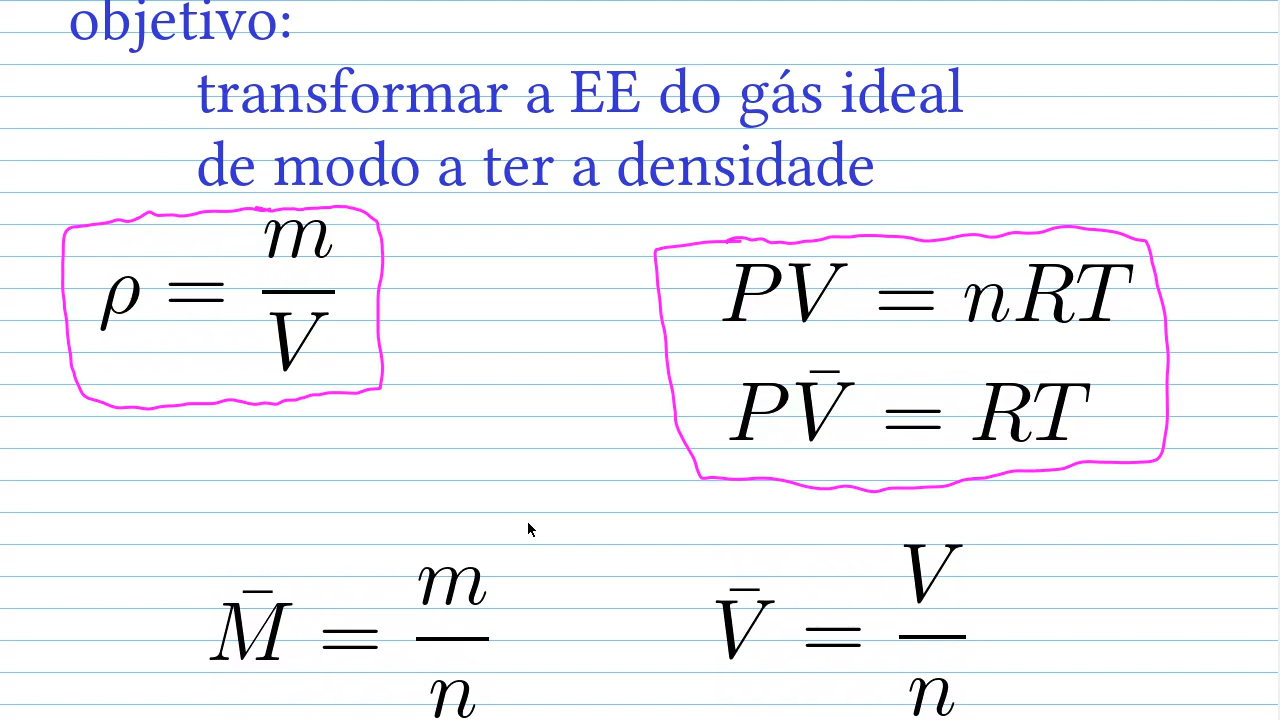 objetivo:
transformar a EE do gás ideal
de modo a ter a densidade
ρ = m/V
PV = nRT
PV̄ = RT
M̄ = m/n
V̄ = V/n